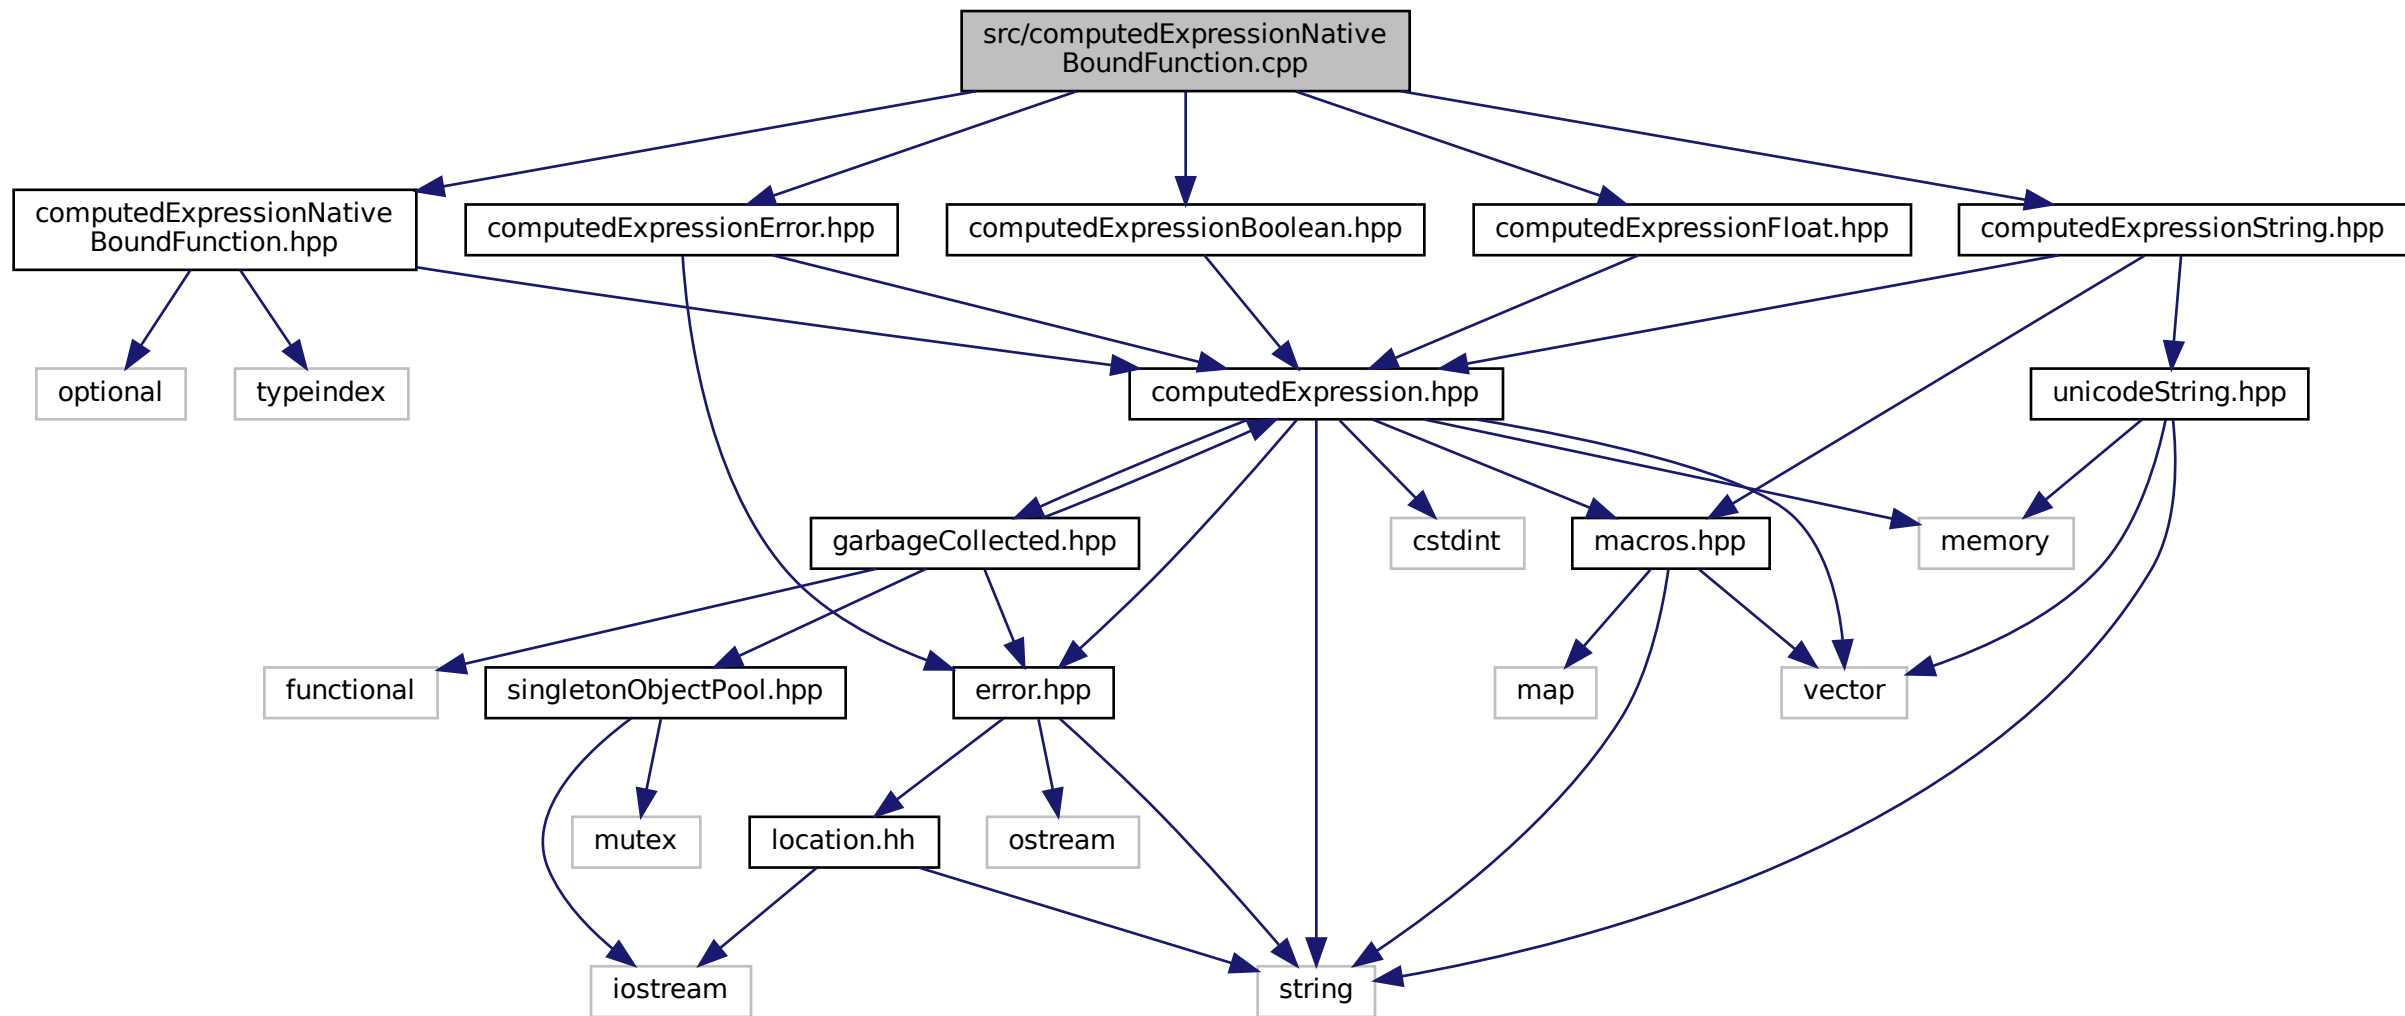 src/computedExpressionNative
BoundFunction.cpp
computedExpressionNative
BoundFunction.hpp
computedExpressionError.hpp
computedExpressionBoolean.hpp
computedExpressionFloat.hpp
computedExpressionString.hpp
optional
typeindex
computedExpression.hpp
unicodeString.hpp
garbageCollected.hpp
cstdint
macros.hpp
memory
functional
singletonObjectPool.hpp
error.hpp
map
vector
mutex
location.hh
ostream
iostream
string